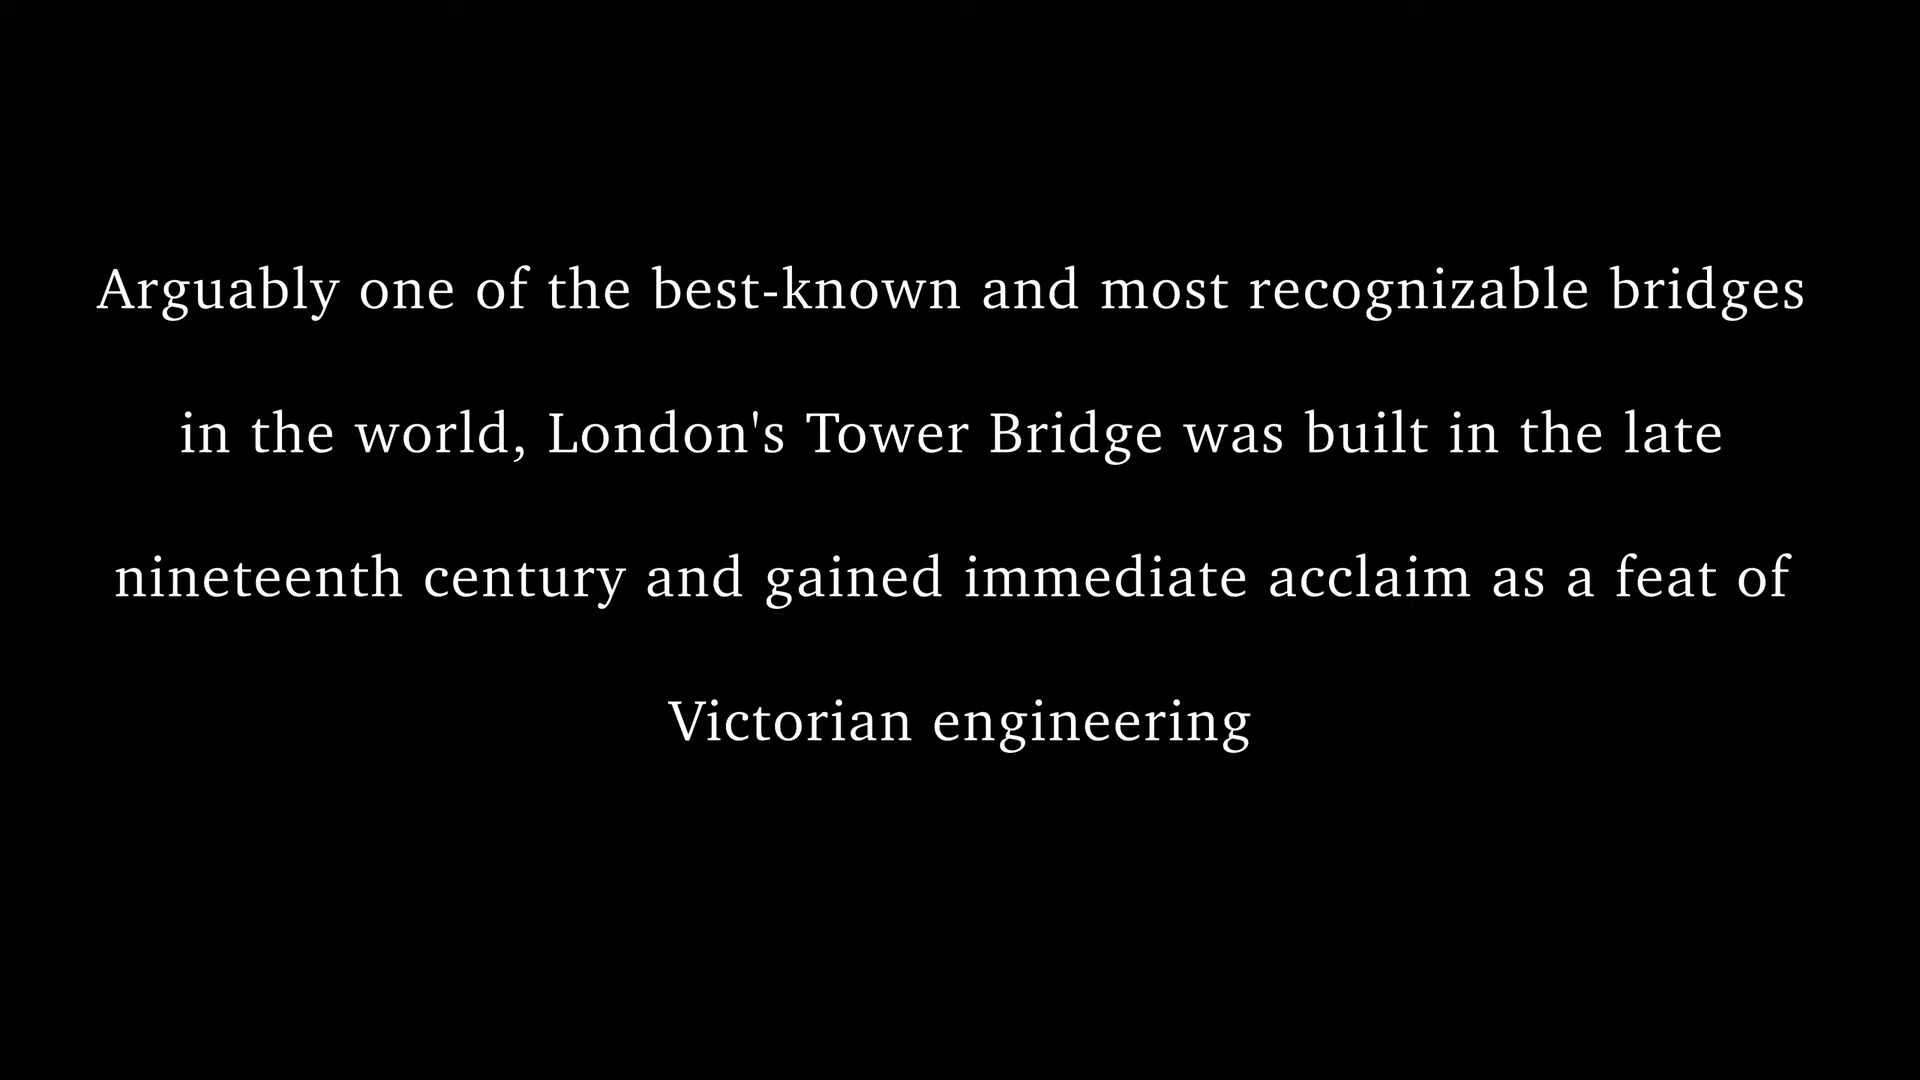 Arguably one of the best-known and most recognizable bridges
in the world, London's Tower Bridge was built in the late
nineteenth century and gained immediate acclaim as a feat of
Victorian engineering